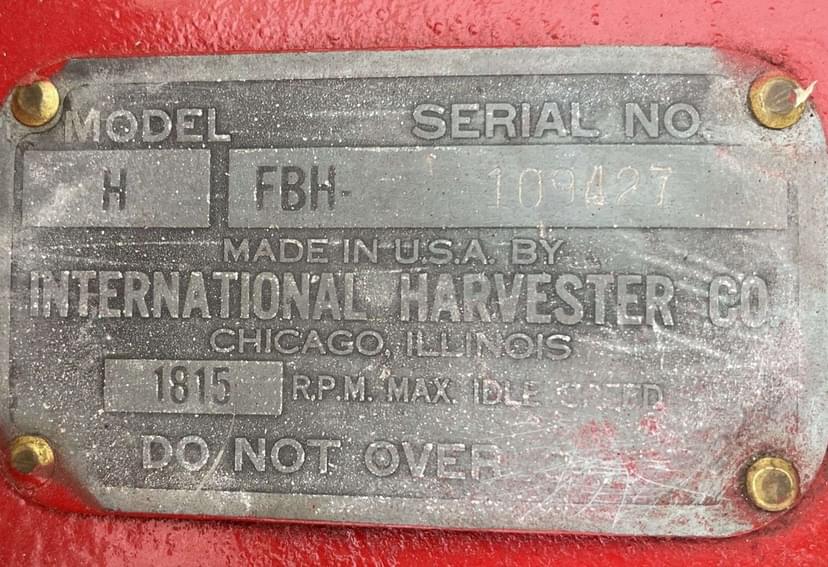 MODEL SERIAL NO.
H FBH- 109427
MADE IN U.S.A. BY
INTERNATIONAL HARVESTER CO.
CHICAGO, ILLINOIS
1815 R.P.M. MAX. IDLE
DO NOT OVER